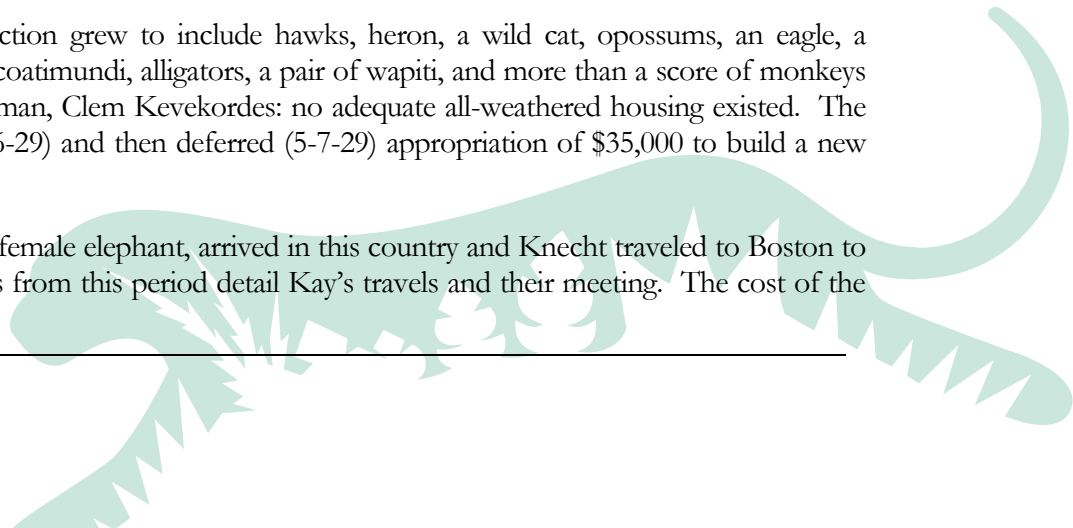 ction grew to include hawks, heron, a wild cat, opossums, an eagle, a
coatimundi, alligators, a pair of wapiti, and more than a score of monkeys
man, Clem Kevekordes: no adequate all-weathered housing existed.  The
-29) and then deferred (5-7-29) appropriation of $35,000 to build a new
female elephant, arrived in this country and Knecht traveled to Boston to
s from this period detail Kay’s travels and their meeting.  The cost of the